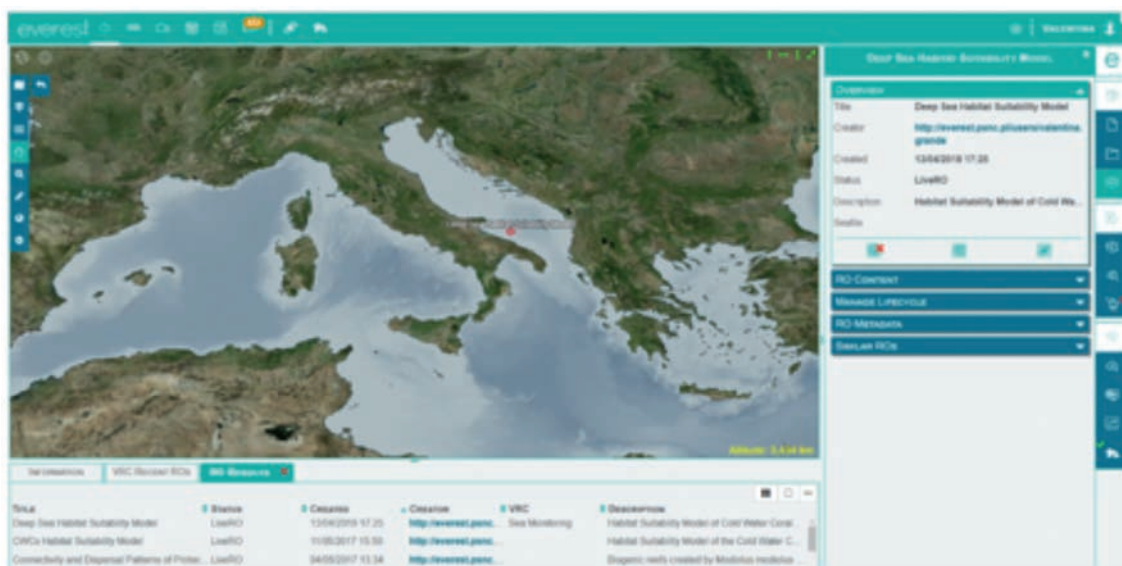 everest
VALENTINA
DEEP SEA HABITAT SUITABILITY MODEL
OVERVIEW
Title Deep Sea Habitat Suitability Model
Creator http://everest.psnc.pl/users/valentina.
grande
Created 12/04/2018 17:25
Status LiveRO
Description Habitat Suitability Model of Cold Wa...
RO CONTENT
MANAGE LIFECYCLE
RO METADATA
SIMILAR ROS
Altitude: km
INFORMATION VRC RECENT ROS RO RESULTS
TITLE STATUS CREATED CREATOR VRC DESCRIPTION
Deep Sea Habitat Suitability Model LiveRO 12/04/2018 17:25 http://everest.psnc... Sea Monitoring Habitat Suitability Model of Cold Water Coral...
CWCs Habitat Suitability Model LiveRO 11/05/2017 http://everest.psnc... Habitat Suitability Model of the Cold Water C...
Connectivity and Dispersal Patterns of Protec... LiveRO 04/05/2017 13:34 http://everest.psnc... Biogenic reefs created by Modiolus modiolus ...